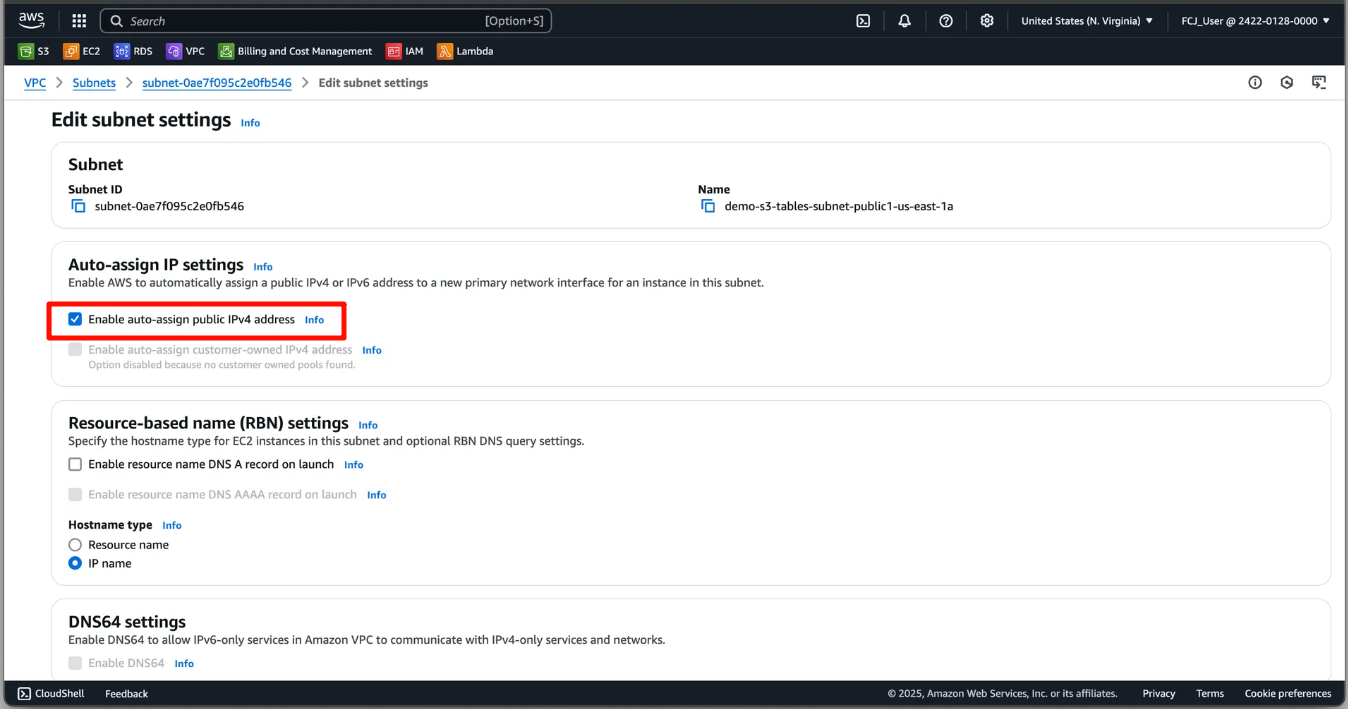 aws
Search [Option+S] United States (N. Virginia) FCJ_User @ 2422-0128-0000
S3 EC2 RDS VPC Billing and Cost Management IAM Lambda
VPC Subnets subnet-0ae7f095c2e0fb546 Edit subnet settings
Edit subnet settings Info
Subnet
Subnet ID
subnet-0ae7f095c2e0fb546
Name
demo-s3-tables-subnet-public1-us-east-1a
Auto-assign IP settings Info
Enable AWS to automatically assign a public IPv4 or IPv6 address to a new primary network interface for an instance in this subnet.
Enable auto-assign public IPv4 address Info
Enable auto-assign customer-owned IPv4 address Info
Option disabled because no customer owned pools found.
Resource-based name (RBN) settings Info
Specify the hostname type for EC2 instances in this subnet and optional RBN DNS query settings.
Enable resource name DNS A record on launch Info
Enable resource name DNS AAAA record on launch Info
Hostname type Info
Resource name
IP name
DNS64 settings
Enable DNS64 to allow IPv6-only services in Amazon VPC to communicate with IPv4-only services and networks.
Enable DNS64 Info
CloudShell Feedback © 2025, Amazon Web Services, Inc. or its affiliates. Privacy Terms Cookie preferences